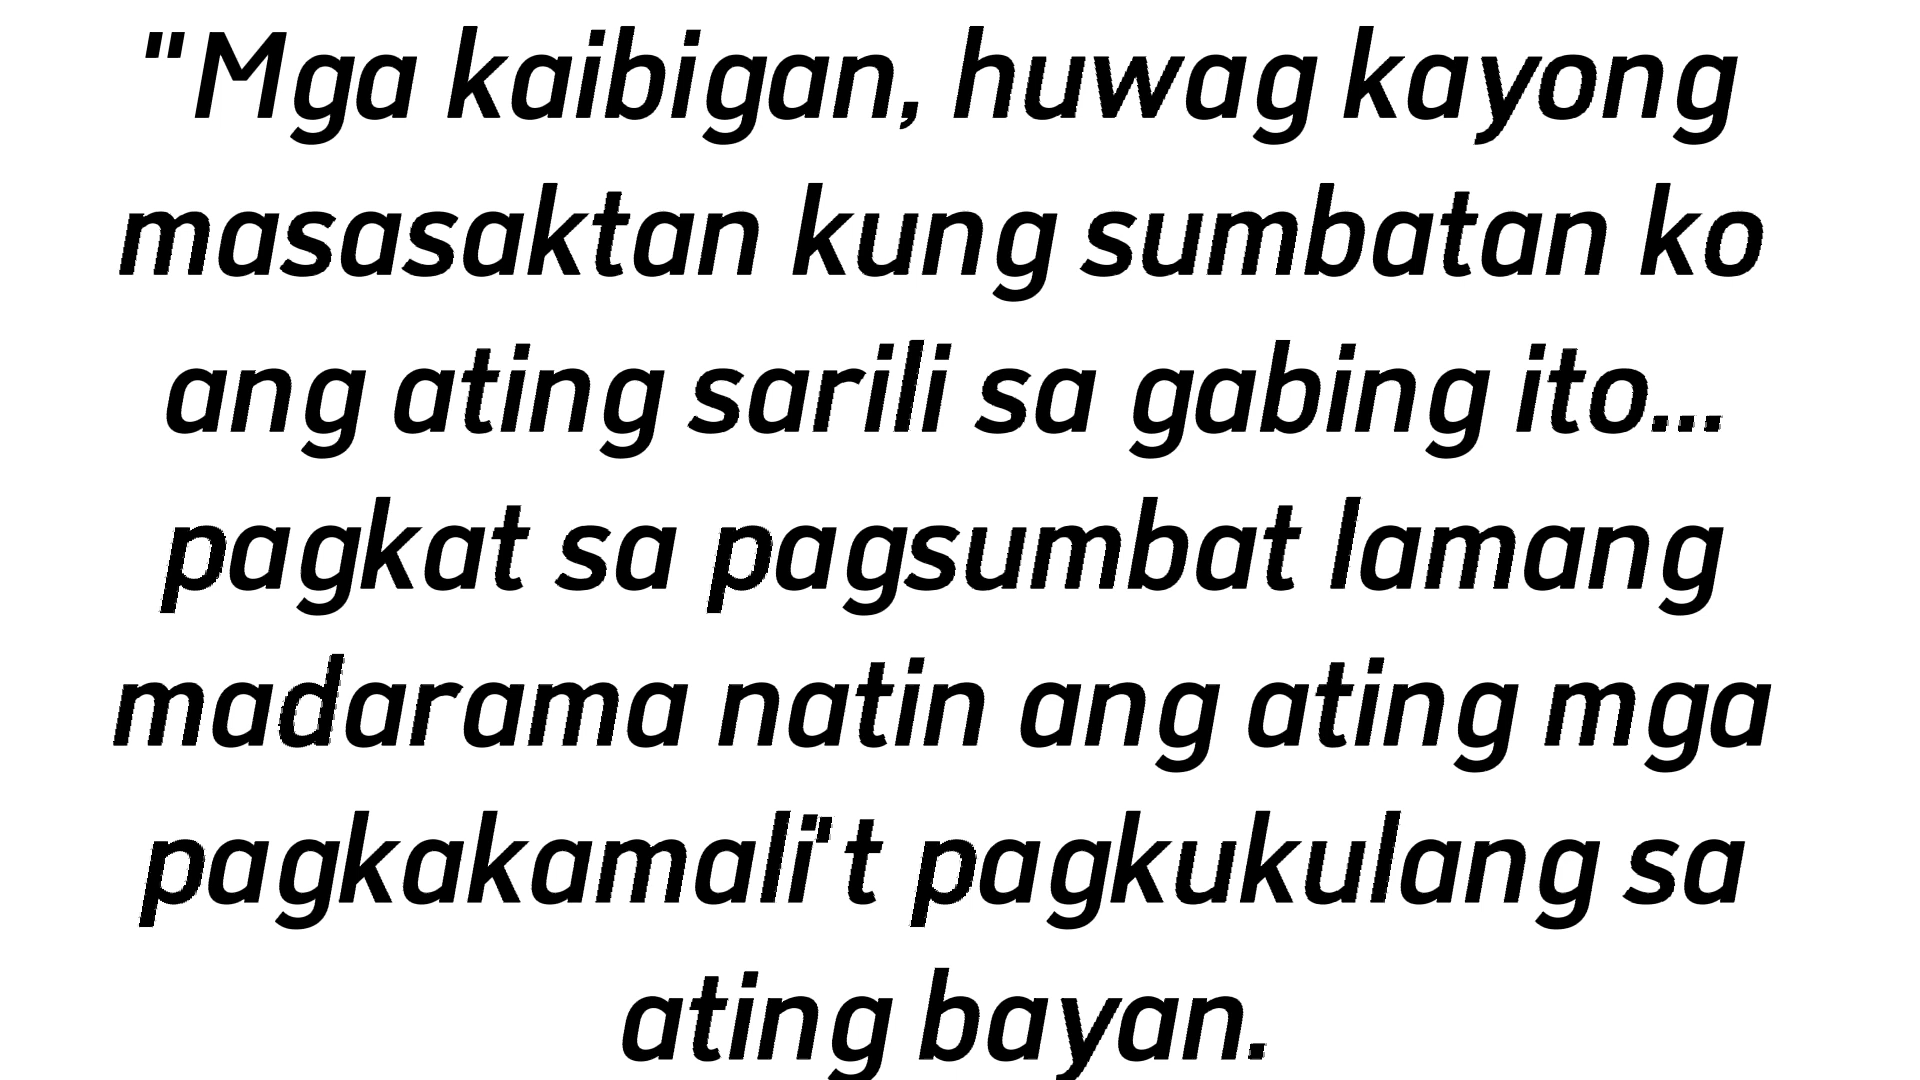 "Mga kaibigan, huwag kayong
masasaktan kung sumbatan ko
ang ating sarili sa gabing ito...
pagkat sa pagsumbat lamang
madarama natin ang ating mga
pagkakamali't pagkukulang sa
ating bayan.